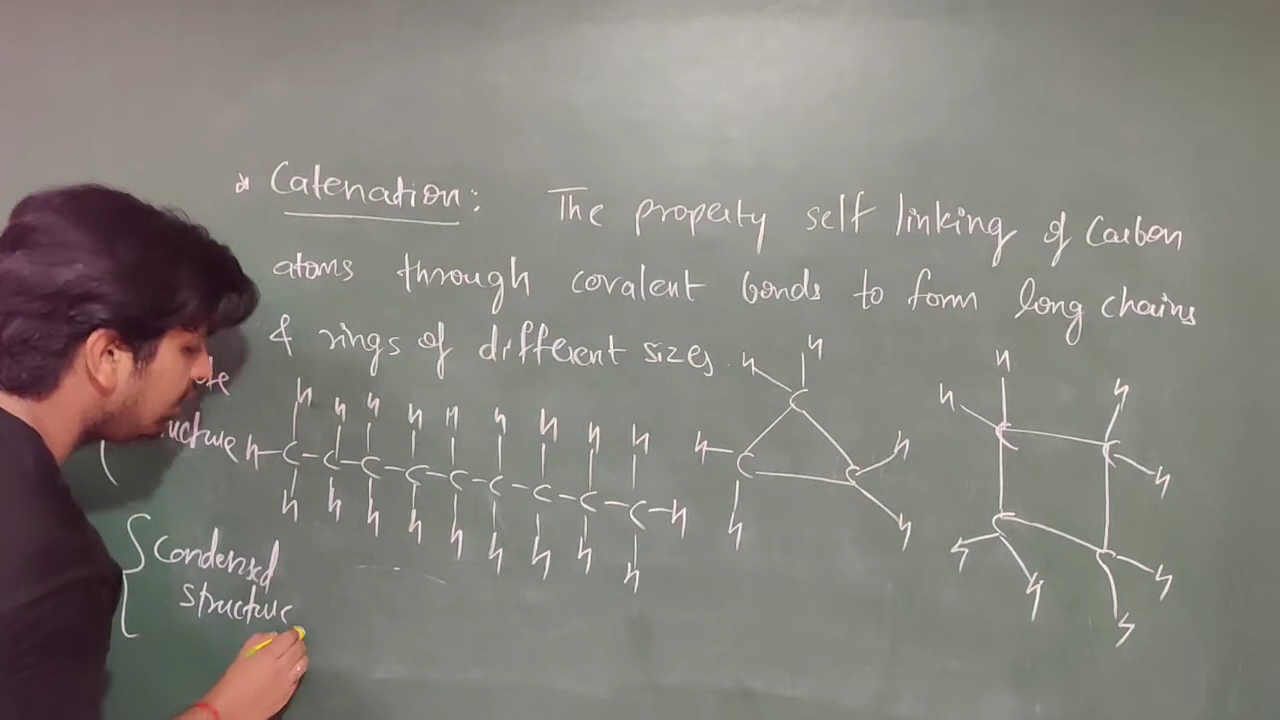 * Catenation: The property self linking of Carbon
atoms through covalent bonds to form long chains
& rings of different sizes.
H H H H H H H H H
H-C-C-C-C-C-C-C-C-C-H
H H H H H H H H H
H H
C
H C C H
H H
H H H
C C H
C C
H H H H
Condensed
structure